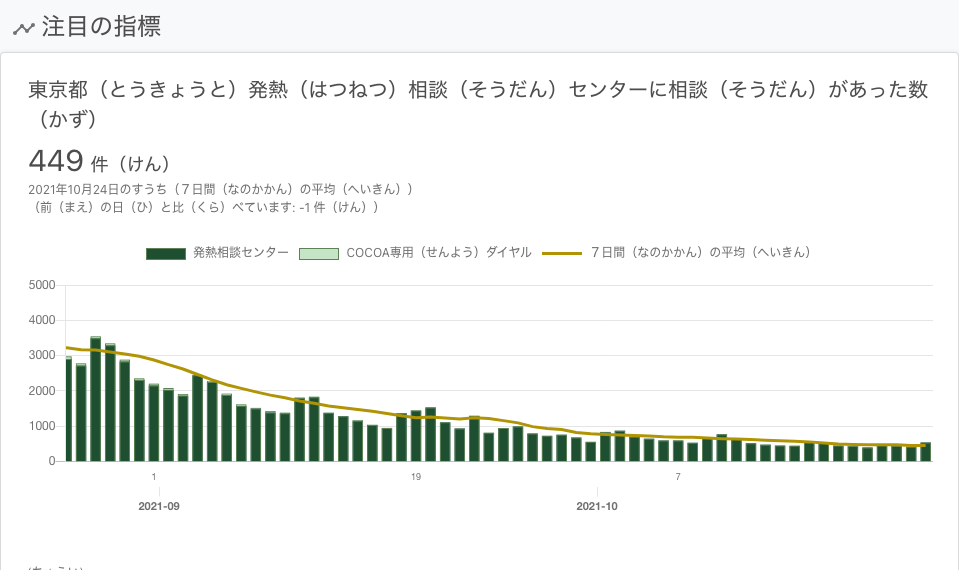 注目の指標
東京都（とうきょうと）発熱（はつねつ）相談（そうだん）センターに相談（そうだん）があった数
（かず）
449 件（けん）
2021年10月24日のすうち（７日間（なのかかん）の平均（へいきん））
（前（まえ）の日（ひ）と比（くら）べています: -1 件（けん））
発熱相談センター COCOA専用（せんよう）ダイヤル ７日間（なのかかん）の平均（へいきん）
5000
4000
3000
2000
1000
0
1 19 7
2021-09 2021-10